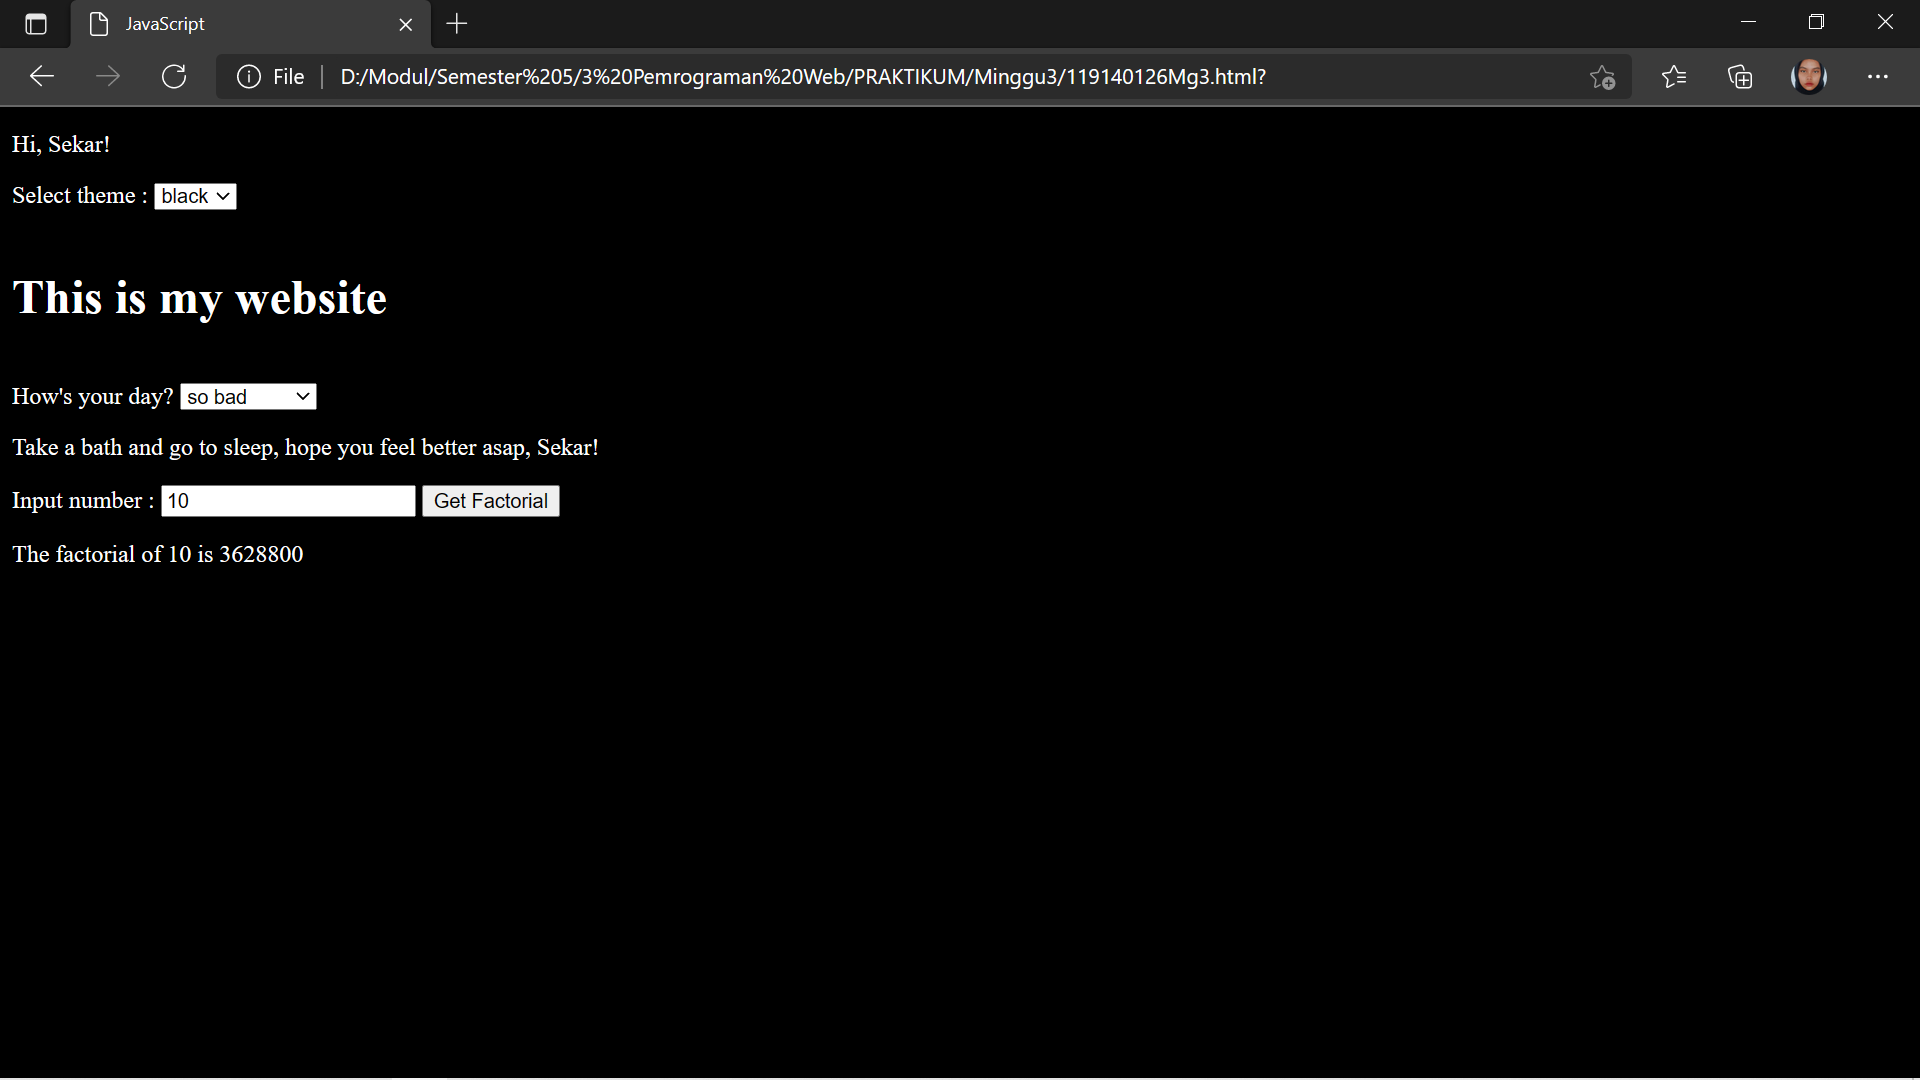 JavaScript
File D:/Modul/Semester%205/3%20Pemrograman%20Web/PRAKTIKUM/Minggu3/119140126Mg3.html?
Hi, Sekar!
Select theme : black
This is my website
How's your day? so bad
Take a bath and go to sleep, hope you feel better asap, Sekar!
Input number : 10 Get Factorial
The factorial of 10 is 3628800